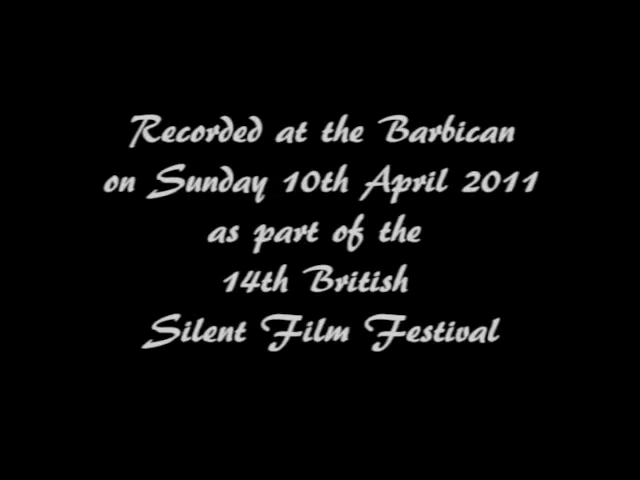 Recorded at the Barbican
on Sunday 10th April 2011
as part of the
14th British
Silent Film Festival